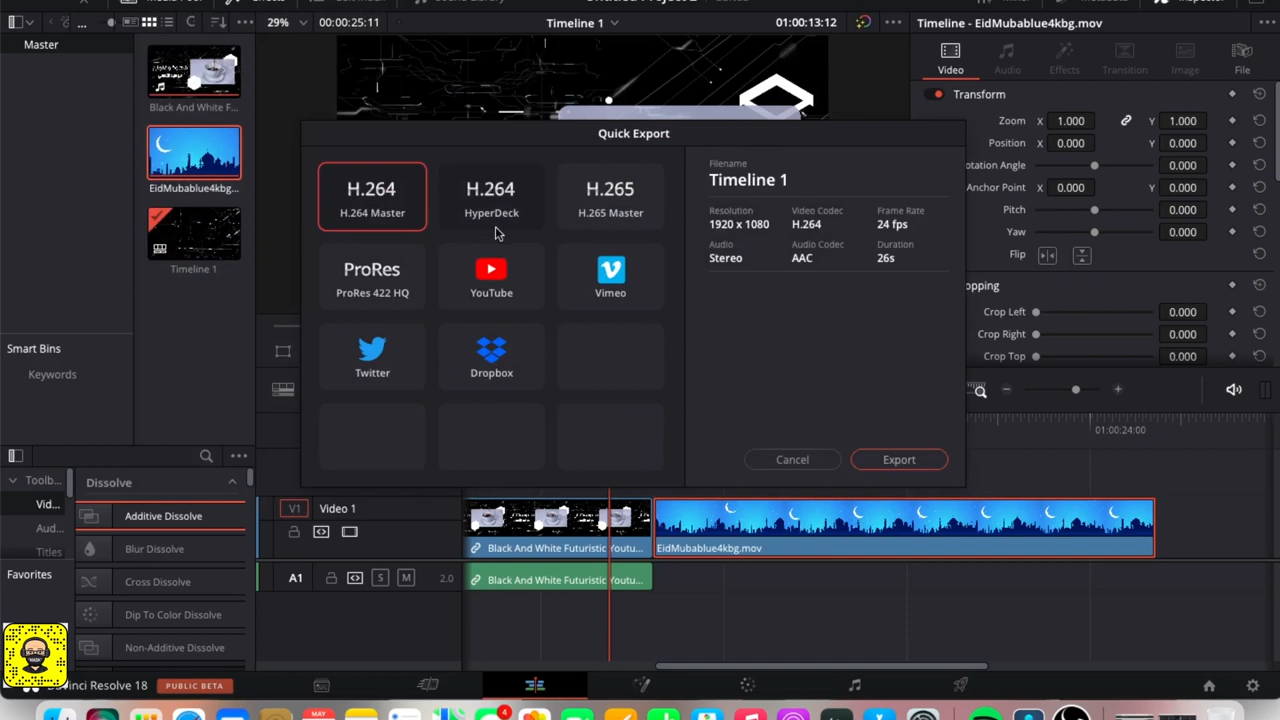 ...
29%
00:00:25:11
Timeline 1
01:00:13:12
...
Timeline - EidMubablue4kbg.mov
...
Master
Black And White F...
EidMubablue4kbg...
Timeline 1
Smart Bins
Keywords
Video
Audio
Effects
Transition
Image
File
Transform
Zoom X 1.000 Y 1.000
Position X 0.000 Y 0.000
otation Angle 0.000
Anchor Point X 0.000 Y 0.000
Pitch 0.000
Yaw 0.000
Flip
opping
Crop Left 0.000
Crop Right 0.000
Crop Top 0.000
Quick Export
H.264
H.264 Master
H.264
HyperDeck
H.265
H.265 Master
ProRes
ProRes 422 HQ
YouTube
Vimeo
Twitter
Dropbox
Filename
Timeline 1
Resolution
1920 x 1080
Video Codec
H.264
Frame Rate
24 fps
Audio
Stereo
Audio Codec
AAC
Duration
26s
Cancel
Export
01:00:24:00
Toolb...
Vid...
Aud...
Titles
Favorites
Dissolve
Additive Dissolve
Blur Dissolve
Cross Dissolve
Dip To Color Dissolve
Non-Additive Dissolve
V1
Video 1
Black And White Futuristic Youtu...
EidMubablue4kbg.mov
A1
S
M
2.0
Black And White Futuristic Youtu...
DaVinci Resolve 18
PUBLIC BETA
MAY
4